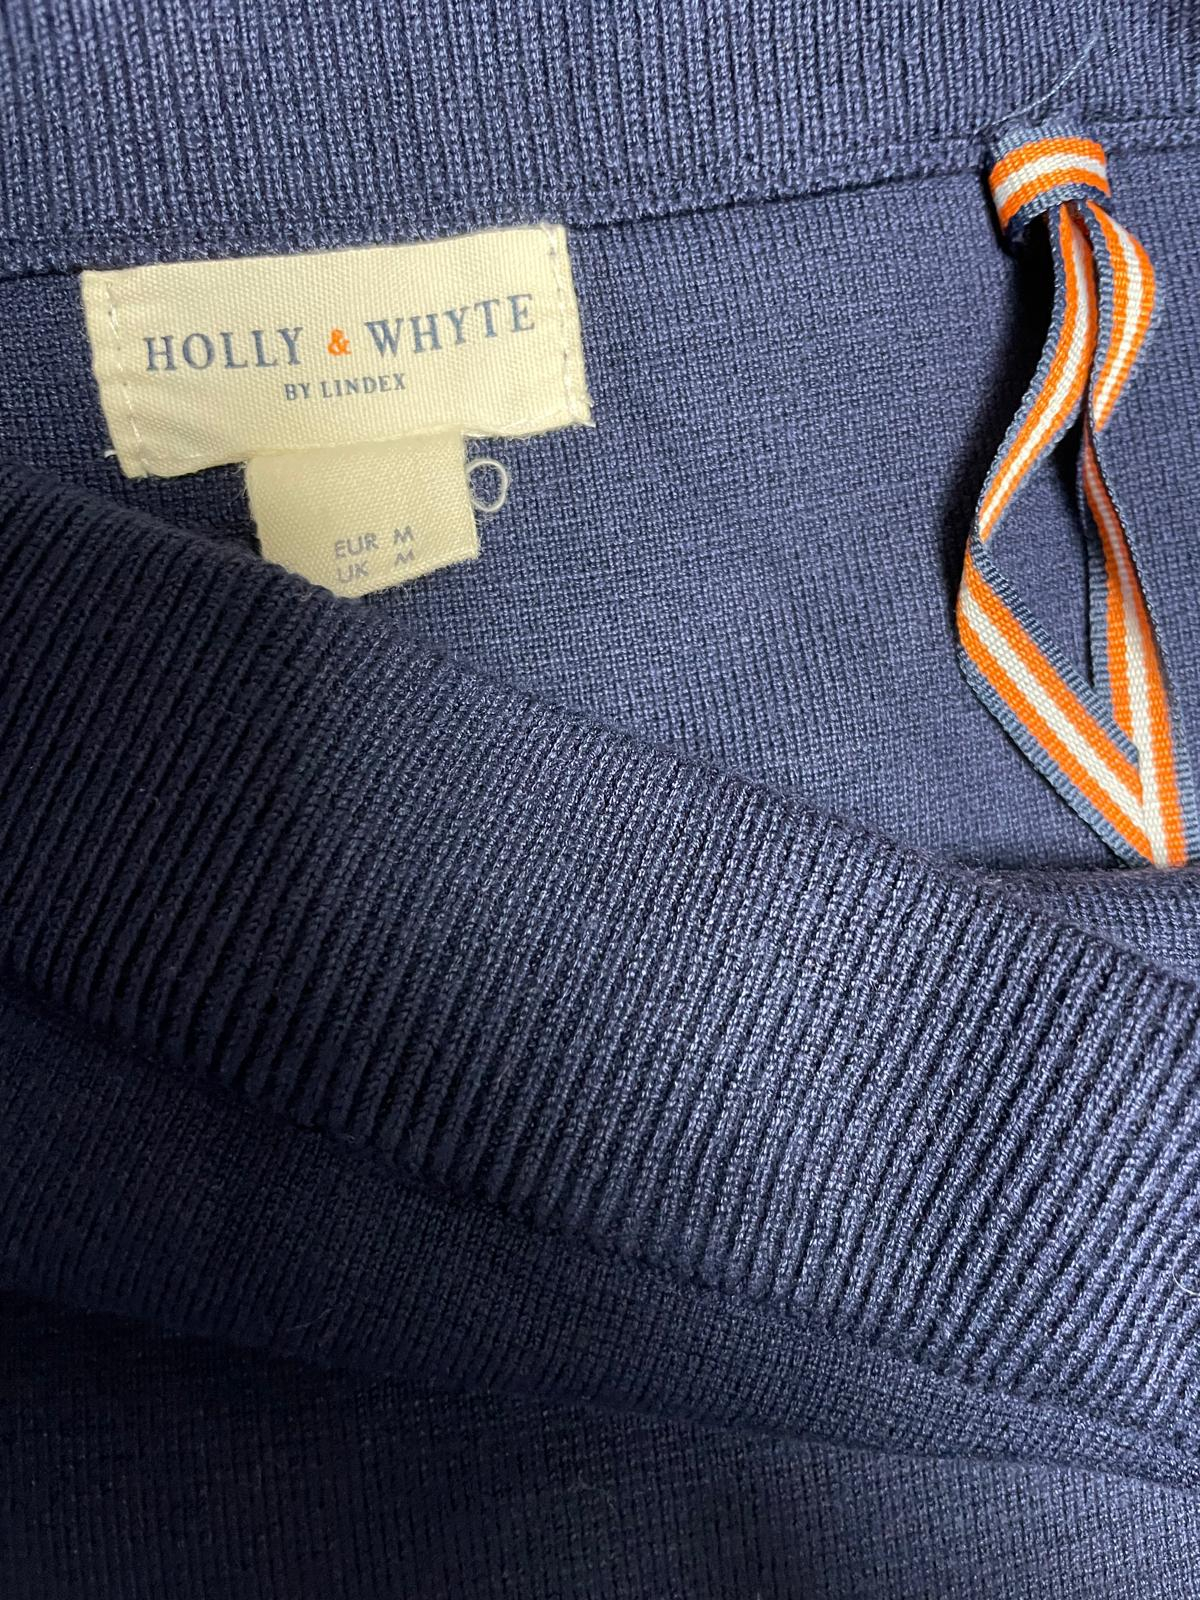 HOLLY & WHYTE
BY LINDEX
EUR M
UK M